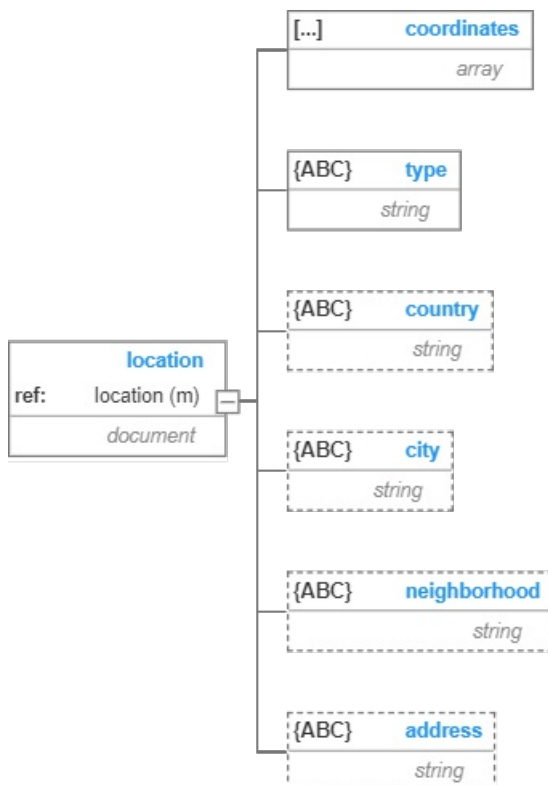 [...] coordinates
array
{ABC} type
string
{ABC} country
string
location
ref: location (m)
document
{ABC} city
string
{ABC} neighborhood
string
{ABC} address
string